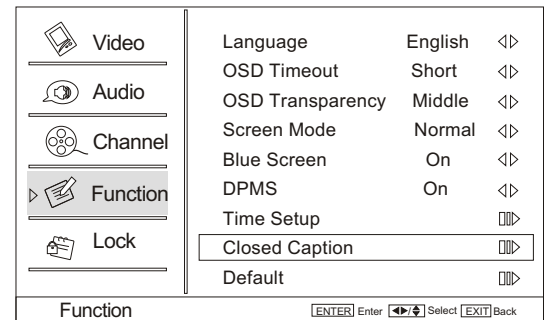 Video
Audio
Channel
Function
Lock
Language English
OSD Timeout Short
OSD Transparency Middle
Screen Mode Normal
Blue Screen On
DPMS On
Time Setup
Closed Caption
Default
Function ENTER Enter Select EXIT Back